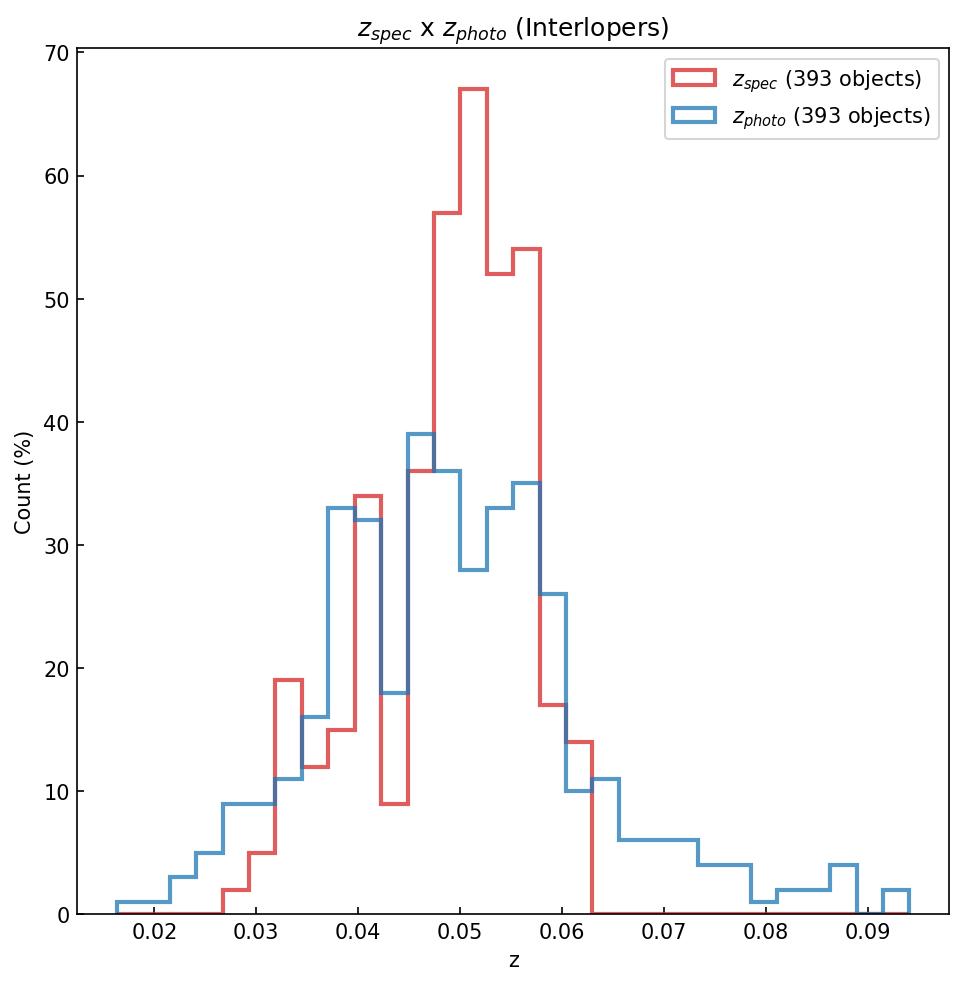 z_spec x z_photo (Interlopers)
z_spec (393 objects)
z_photo (393 objects)
Count (%)
70
60
50
40
30
20
10
0
0.02 0.03 0.04 0.05 0.06 0.07 0.08 0.09
z